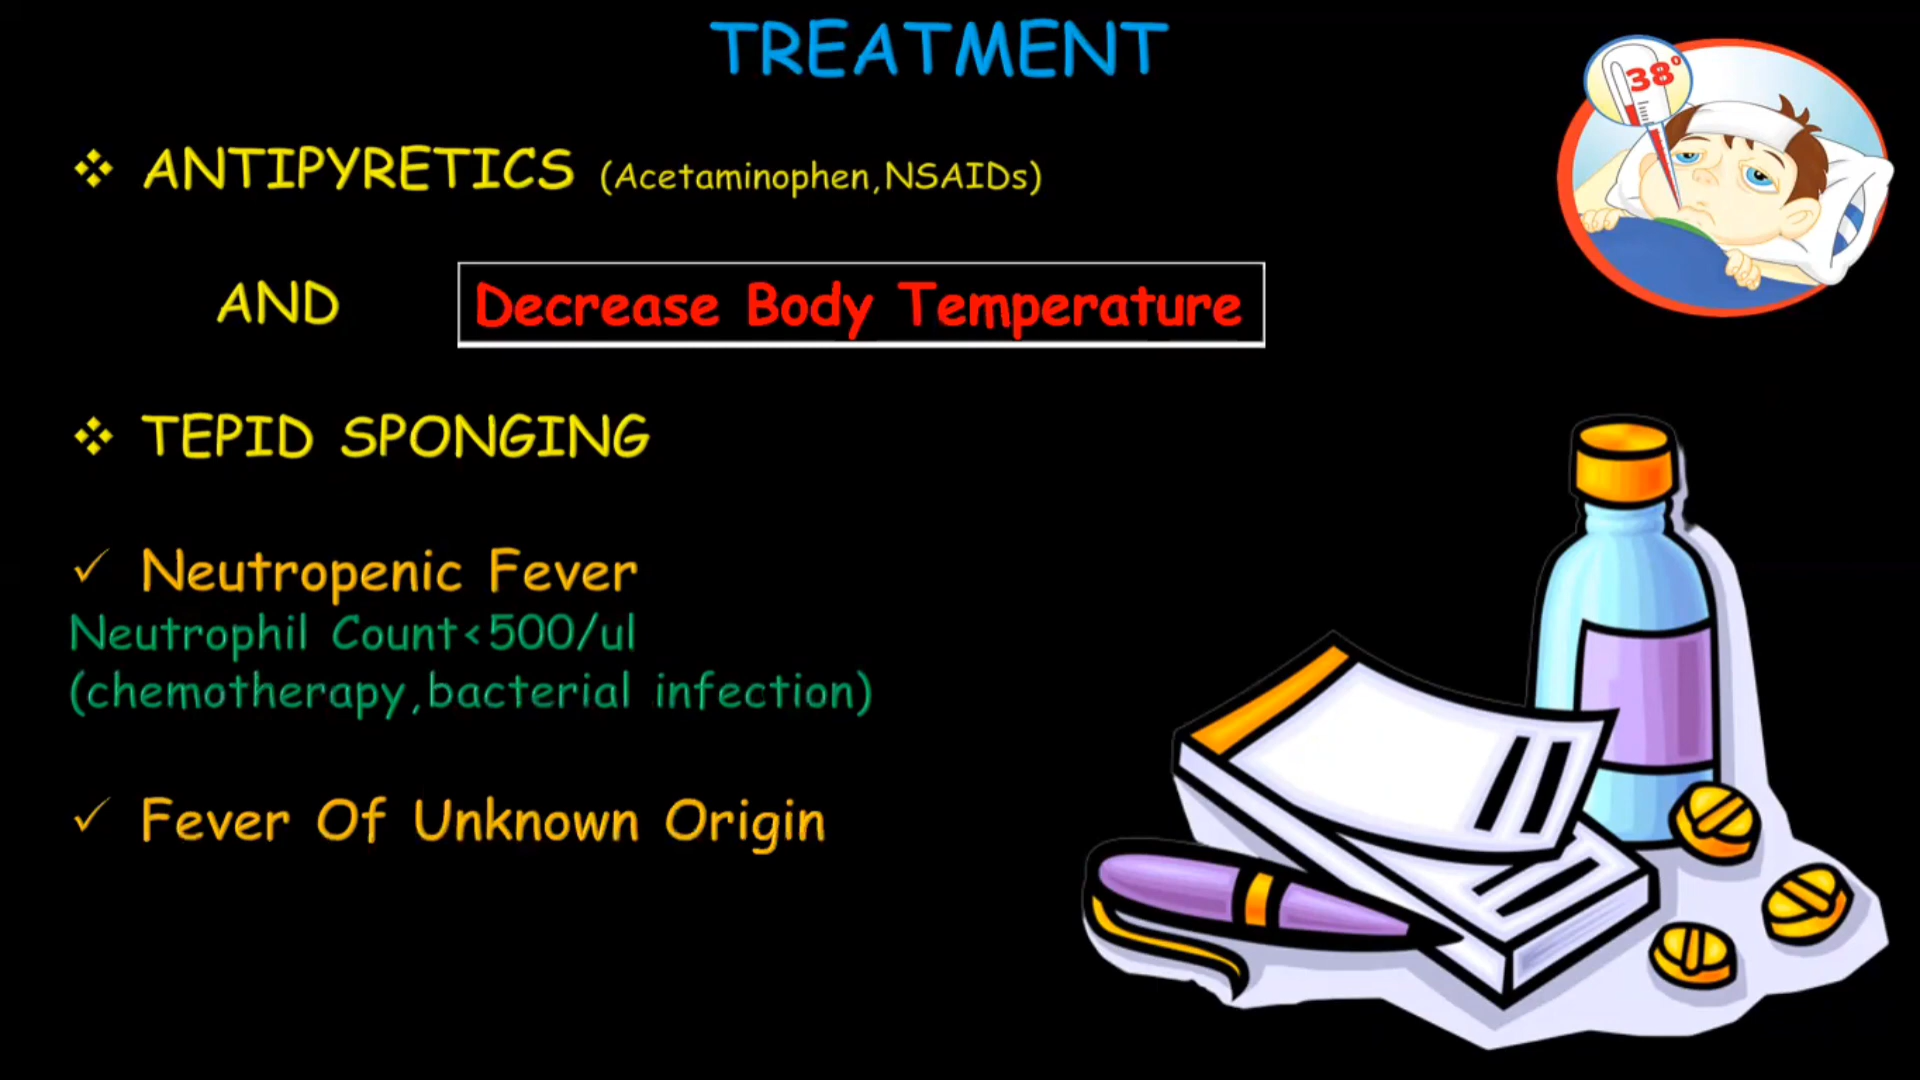 TREATMENT
38°
❖ ANTIPYRETICS (Acetaminophen,NSAIDs)
AND Decrease Body Temperature
❖ TEPID SPONGING
✓ Neutropenic Fever
Neutrophil Count<500/ul
(chemotherapy,bacterial infection)
✓ Fever Of Unknown Origin